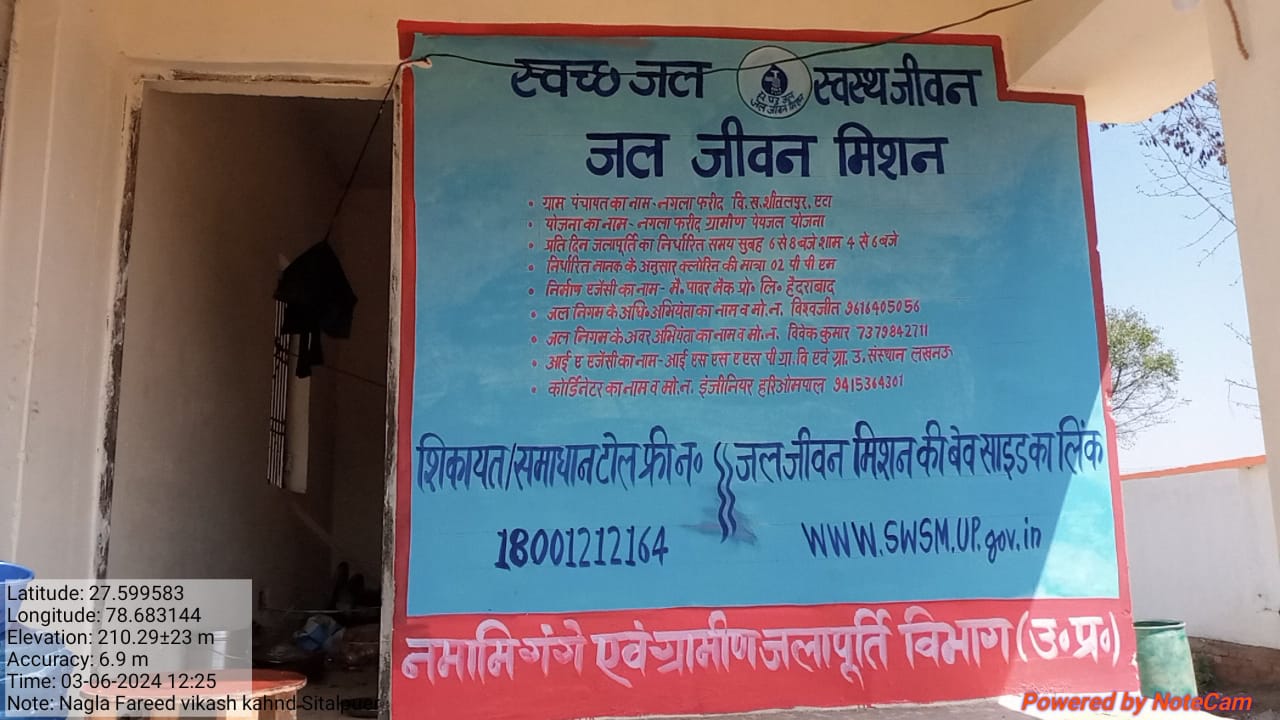 स्वच्छ जल स्वस्थ जीवन
जल जीवन मिशन
• ग्राम पंचायत का नाम- नगला फरीद वि. स. शीतलपुर, एटा
• योजना का नाम- नगला फरीद ग्रामीण पेयजल योजना
• प्रति दिन जलापूर्ति का निर्धारित समय सुबह 6 से 8 बजे शाम 4 से 6 बजे
• निर्धारित मानक के अनुसार क्लोरिन की मात्रा 02 पी पी एम
• निर्माण एजेंसी का नाम- मै. पावर मैक प्रो॰ लि॰ हैदराबाद
• जल निगम के अधि॰ अभियंता का नाम व मो.न. विश्वजीत 9616405056
• जल निगम के अवर अभियंता का नाम व मो.न. विवेक कुमार 7379842711
• आई ए एजेंसी का नाम- आई एस एस ए एस पी ग्रा. वि एवं ग्रा. उ. संस्थान लखनऊ
• कोर्डिनेटर का नाम व मो.न. इंजीनियर हरिओमपाल 9415364301
शिकायत/समाधान टोल फ्री न॰ जल जीवन मिशन की बेव साइड का लिंक
18001212164 WWW.SWSM.UP.gov.in
नमामि गंगे एवं ग्रामीण जलापूर्ति विभाग (उ॰प्र॰)
Latitude: 27.599583
Longitude: 78.683144
Elevation: 210.29±23 m
Accuracy: 6.9 m
Time: 03-06-2024 12:25
Note: Nagla Fareed vikash kahnd Sitalpuer
Powered by NoteCam